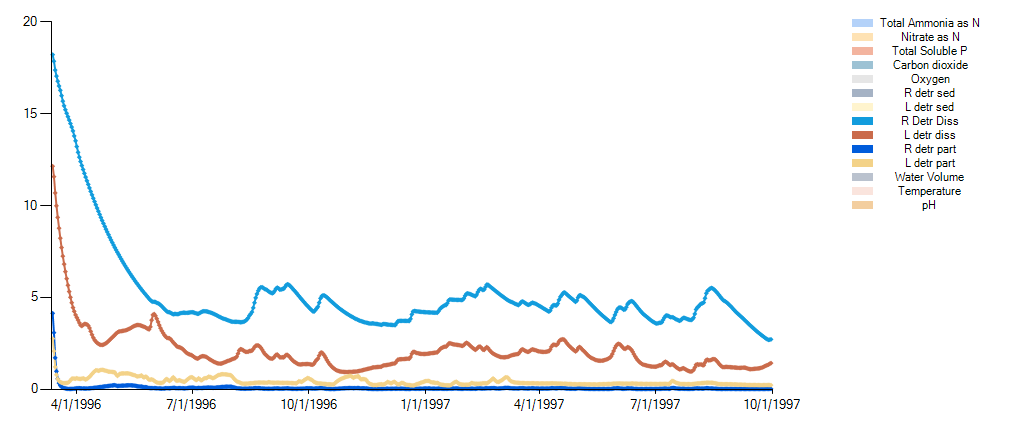 20
15
10
5
0
4/1/1996
7/1/1996
10/1/1996
1/1/1997
4/1/1997
7/1/1997
10/1/1997
Total Ammonia as N
Nitrate as N
Total Soluble P
Carbon dioxide
Oxygen
R detr sed
L detr sed
R Detr Diss
L detr diss
R detr part
L detr part
Water Volume
Temperature
pH